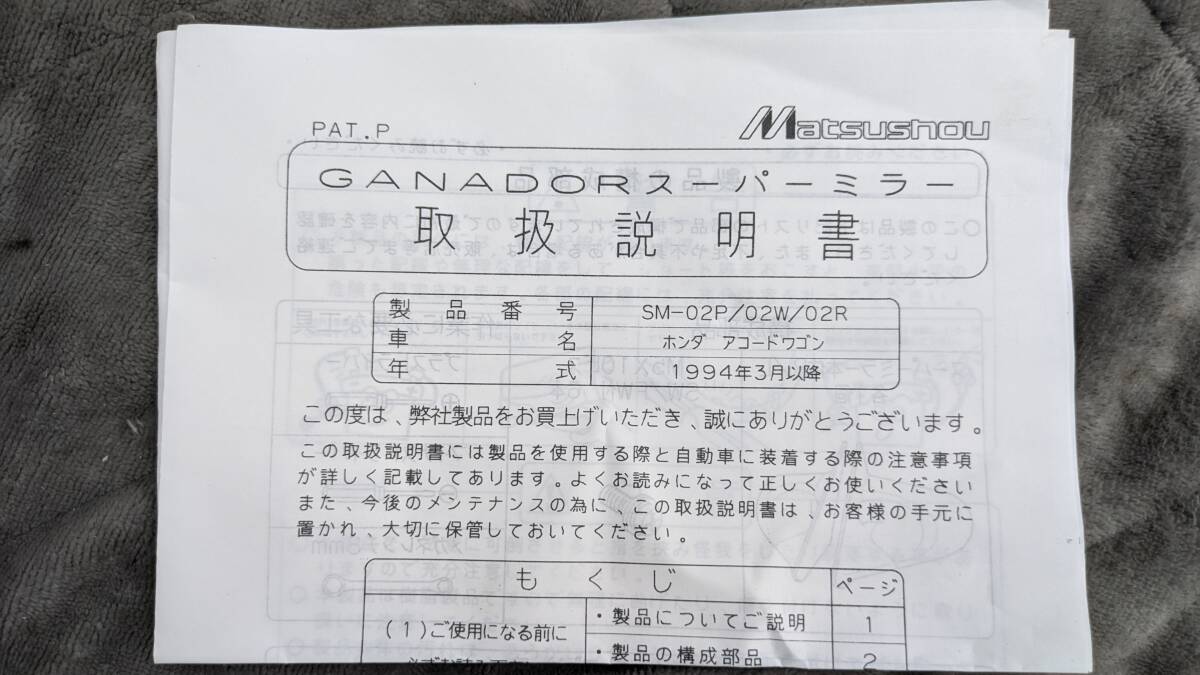 PAT.P
Matsushou
GANADORスーパーミラー
取扱説明書
製品番号 SM-02P/02W/02R
車名 ホンダ アコードワゴン
年式 1994年3月以降
この度は、弊社製品をお買上げいただき、誠にありがとうございます。
この取扱説明書には製品を使用する際と自動車に装着する際の注意事項
が詳しく記載してあります。よくお読みになって正しくお使いください
また、今後のメンテナンスの為に、この取扱説明書は、お客様の手元に
置かれ、大切に保管しておいてください。
もくじ ページ
(1)ご使用になる前に ・製品についてご説明 1
・製品の構成部品 2